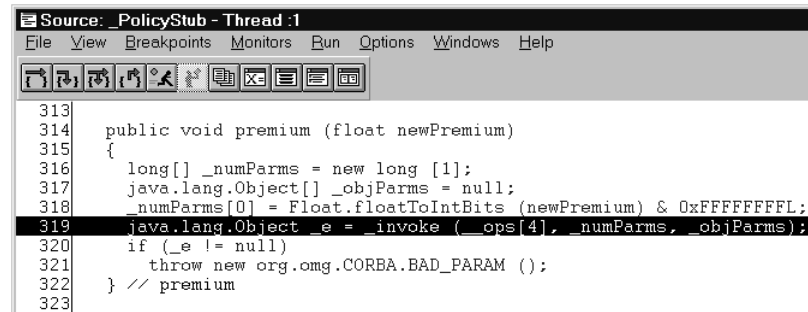 Source: _PolicyStub - Thread :1
File View Breakpoints Monitors Run Options Windows Help
313
314 public void premium (float newPremium)
315 {
316 long[] _numParms = new long [1];
317 java.lang.Object[] _objParms = null;
318 _numParms[0] = Float.floatToIntBits (newPremium) & 0xFFFFFFFFL;
319 java.lang.Object _e = _invoke (__ops[4], _numParms, _objParms);
320 if (_e != null)
321 throw new org.omg.CORBA.BAD_PARAM ();
322 } // premium
323